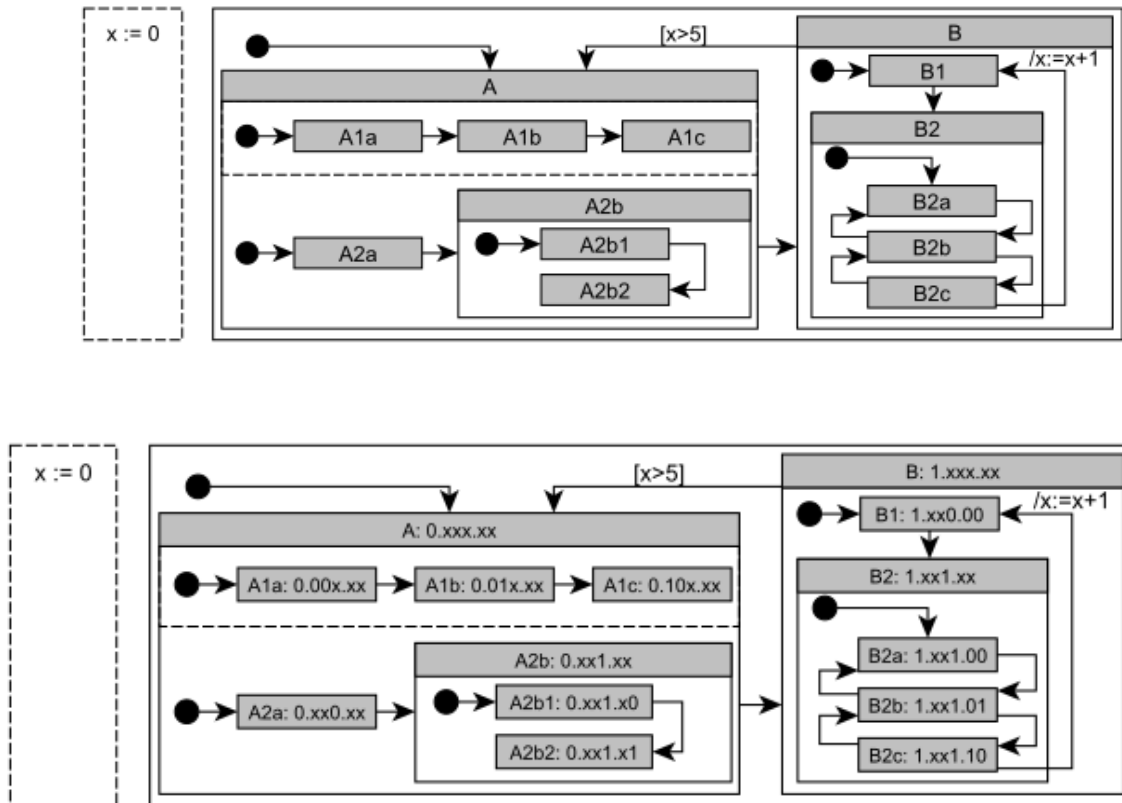 x := 0
[x>5]
B
/x:=x+1
B1
A
B2
A1a
A1b
A1c
A2b
B2a
A2a
A2b1
B2b
A2b2
B2c
x := 0
[x>5]
B: 1.xxx.xx
/x:=x+1
B1: 1.xx0.00
A: 0.xxx.xx
A1a: 0.00x.xx
A1b: 0.01x.xx
A1c: 0.10x.xx
B2: 1.xx1.xx
A2b: 0.xx1.xx
B2a: 1.xx1.00
A2a: 0.xx0.xx
A2b1: 0.xx1.x0
B2b: 1.xx1.01
A2b2: 0.xx1.x1
B2c: 1.xx1.10